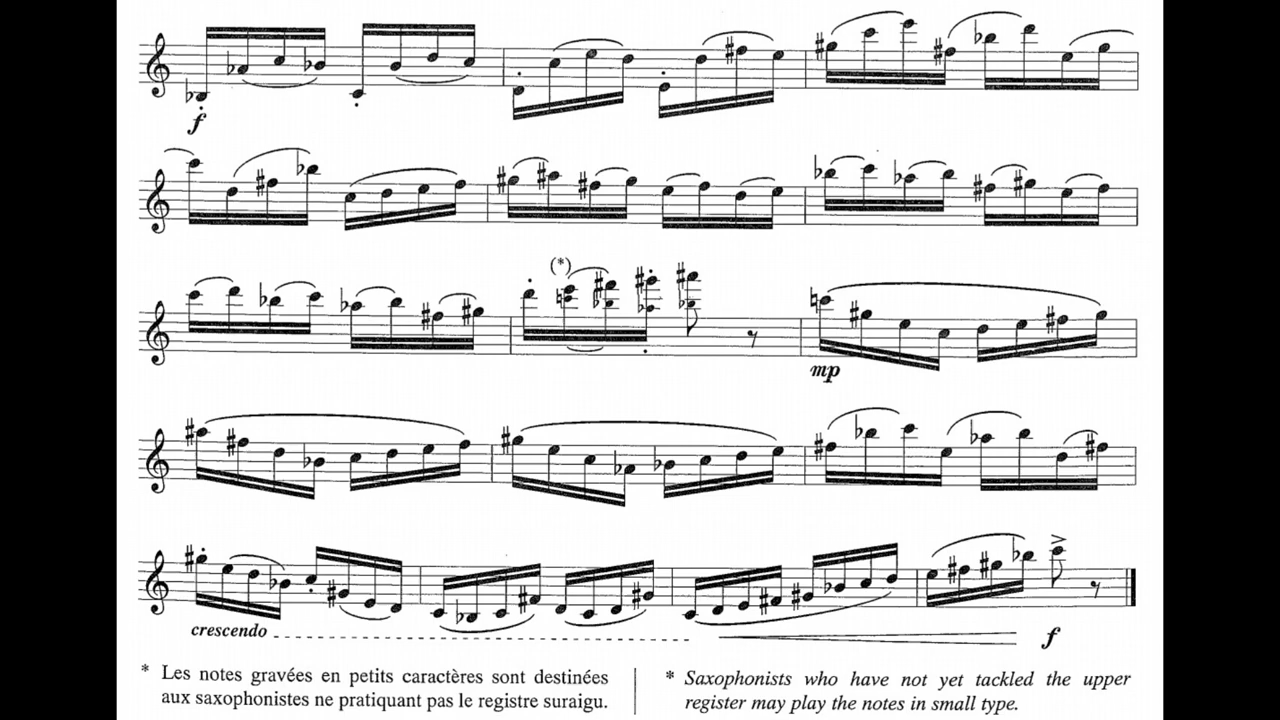 f
(*)
mp
crescendo
f
* Les notes gravées en petits caractères sont destinées
aux saxophonistes ne pratiquant pas le registre suraigu.
* Saxophonists who have not yet tackled the upper
register may play the notes in small type.